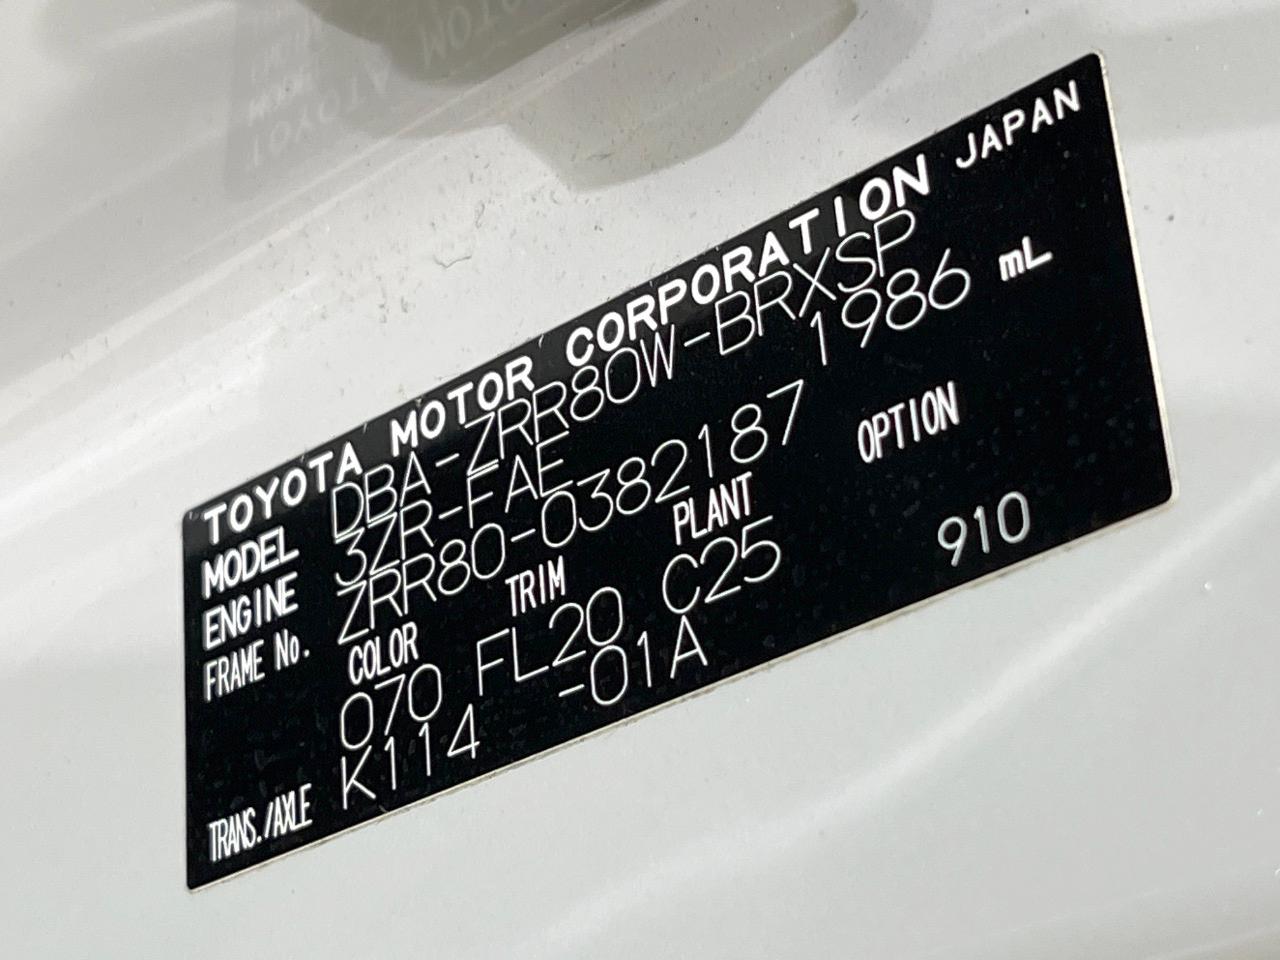 TOYOTA MOTOR CORPORATION JAPAN
MODEL DBA-ZRR80W-BRXSP
ENGINE 3ZR-FAE 1986 mL
FRAME No. ZRR80-0382187
COLOR TRIM PLANT OPTION
070 FL20 C25 910
TRANS./AXLE K114 -01A